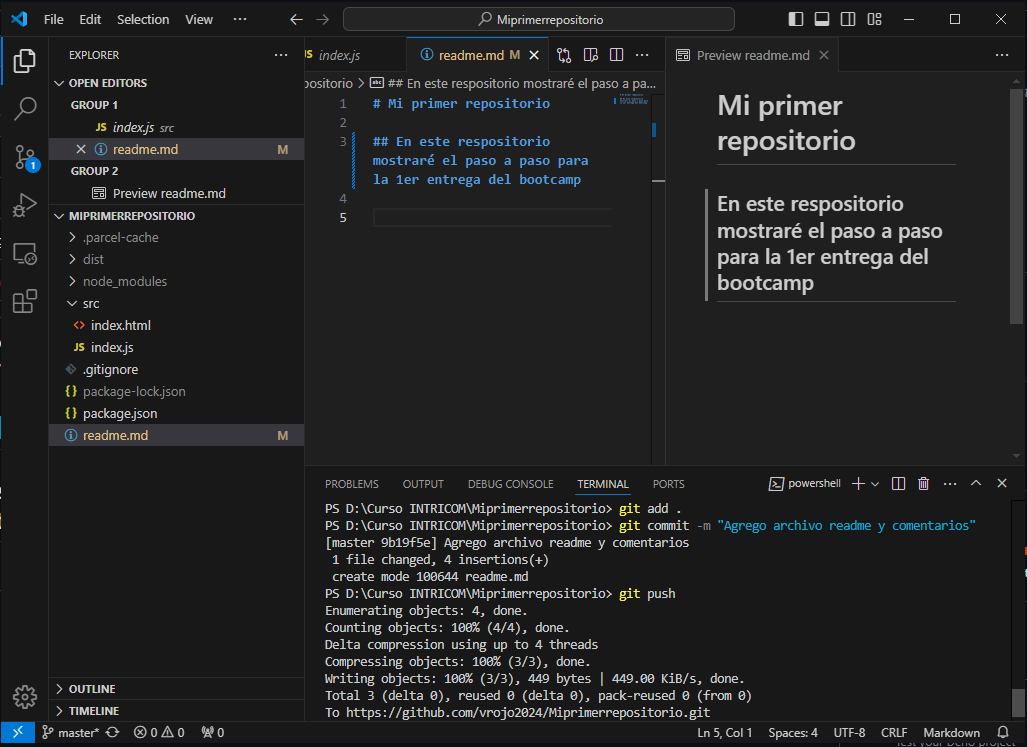 File Edit Selection View ··· Miprimerrepositorio
EXPLORER ···
OPEN EDITORS
GROUP 1
JS index.js src
readme.md M
GROUP 2
Preview readme.md
MIPRIMERREPOSITORIO
.parcel-cache
dist
node_modules
src
<> index.html
JS index.js
.gitignore
{} package-lock.json
{} package.json
readme.md M
OUTLINE
TIMELINE
JS index.js readme.md M
ositorio > abc ## En este respositorio mostraré el paso a pa...
1 # Mi primer repositorio
2
3 ## En este respositorio
mostraré el paso a paso para
la 1er entrega del bootcamp
4
5
Preview readme.md
Mi primer
repositorio
En este respositorio
mostraré el paso a paso
para la 1er entrega del
bootcamp
PROBLEMS OUTPUT DEBUG CONSOLE TERMINAL PORTS powershell
PS D:\Curso INTRICOM\Miprimerrepositorio> git add .
PS D:\Curso INTRICOM\Miprimerrepositorio> git commit -m "Agrego archivo readme y comentarios"
[master 9b19f5e] Agrego archivo readme y comentarios
1 file changed, 4 insertions(+)
create mode 100644 readme.md
PS D:\Curso INTRICOM\Miprimerrepositorio> git push
Enumerating objects: 4, done.
Counting objects: 100% (4/4), done.
Delta compression using up to 4 threads
Compressing objects: 100% (3/3), done.
Writing objects: 100% (3/3), 449 bytes | 449.00 KiB/s, done.
Total 3 (delta 0), reused 0 (delta 0), pack-reused 0 (from 0)
To https://github.com/vrojo2024/Miprimerrepositorio.git
1
master* 0 0 0 Ln 5, Col 1 Spaces: 4 UTF-8 CRLF Markdown